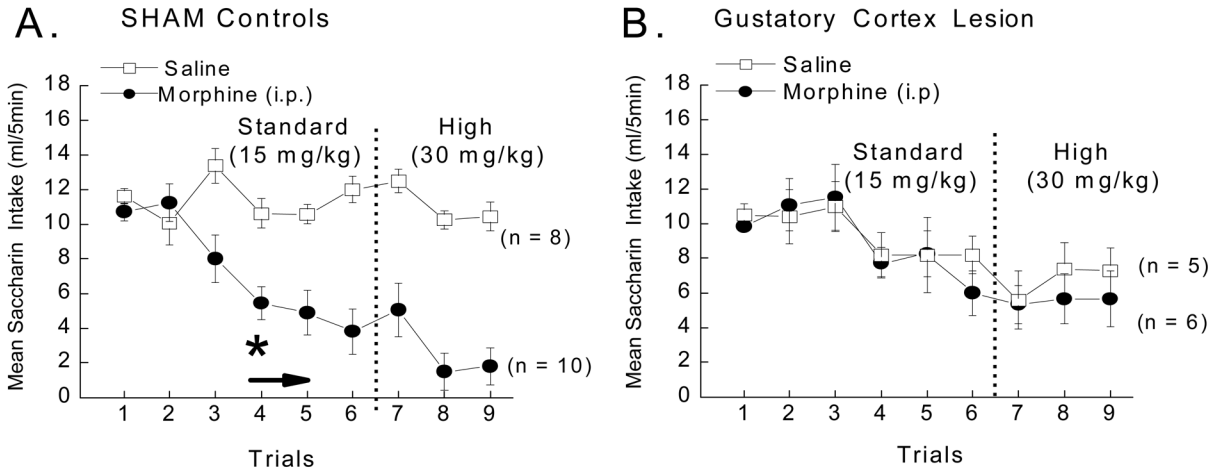 A. SHAM Controls
Saline
Morphine (i.p.)
Standard
(15 mg/kg)
High
(30 mg/kg)
Mean Saccharin Intake (ml/5min)
18
16
14
12
10
8
6
4
2
0
(n = 8)
*
(n = 10)
1 2 3 4 5 6 7 8 9
Trials
B. Gustatory Cortex Lesion
Saline
Morphine (i.p)
Standard
(15 mg/kg)
High
(30 mg/kg)
Mean Saccharin Intake (ml/5min)
18
16
14
12
10
8
6
4
2
0
(n = 5)
(n = 6)
1 2 3 4 5 6 7 8 9
Trials